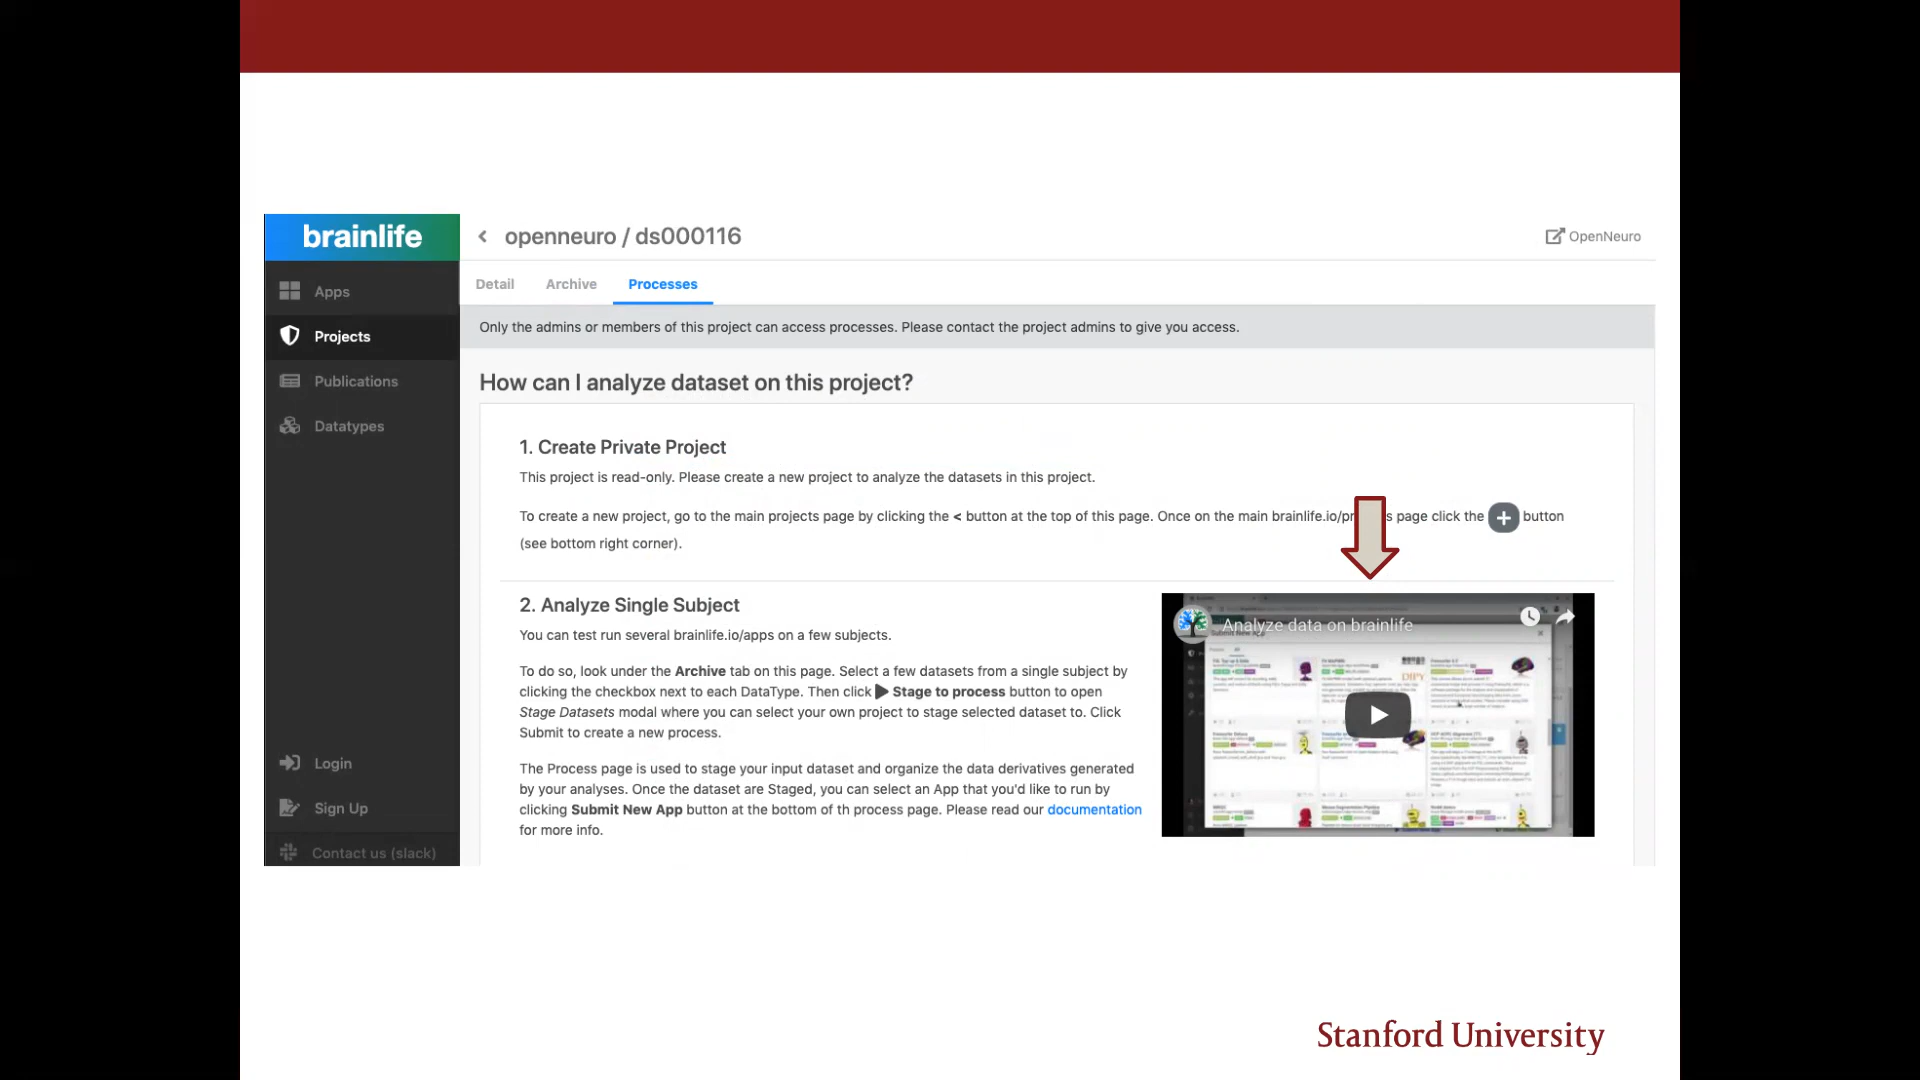 brainlife
openneuro / ds000116
OpenNeuro
Apps
Projects
Publications
Datatypes
Login
Sign Up
Contact us (slack)
Detail Archive Processes
Only the admins or members of this project can access processes. Please contact the project admins to give you access.
How can I analyze dataset on this project?
1. Create Private Project
This project is read-only. Please create a new project to analyze the datasets in this project.
To create a new project, go to the main projects page by clicking the < button at the top of this page. Once on the main brainlife.io/pr s page click the + button
(see bottom right corner).
2. Analyze Single Subject
You can test run several brainlife.io/apps on a few subjects.
To do so, look under the Archive tab on this page. Select a few datasets from a single subject by
clicking the checkbox next to each DataType. Then click Stage to process button to open
Stage Datasets modal where you can select your own project to stage selected dataset to. Click
Submit to create a new process.
The Process page is used to stage your input dataset and organize the data derivatives generated
by your analyses. Once the dataset are Staged, you can select an App that you'd like to run by
clicking Submit New App button at the bottom of th process page. Please read our documentation
for more info.
Analyze data on brainlife
Submit New App
DIPY
Stanford University